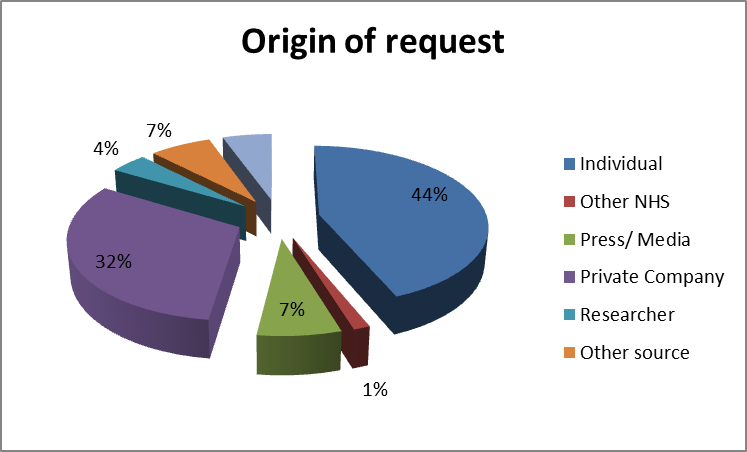 Origin of request
7%
4%
44%
32%
7%
1%
Individual
Other NHS
Press/ Media
Private Company
Researcher
Other source